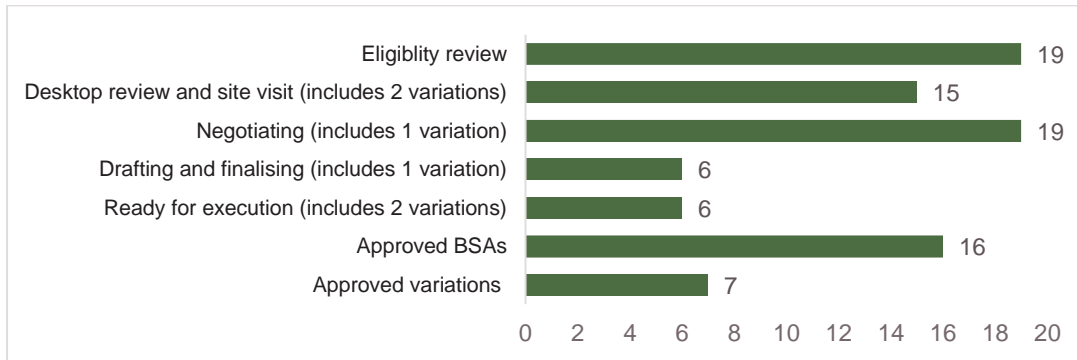 Eligiblity review 19
Desktop review and site visit (includes 2 variations) 15
Negotiating (includes 1 variation) 19
Drafting and finalising (includes 1 variation) 6
Ready for execution (includes 2 variations) 6
Approved BSAs 16
Approved variations 7
0 2 4 6 8 10 12 14 16 18 20